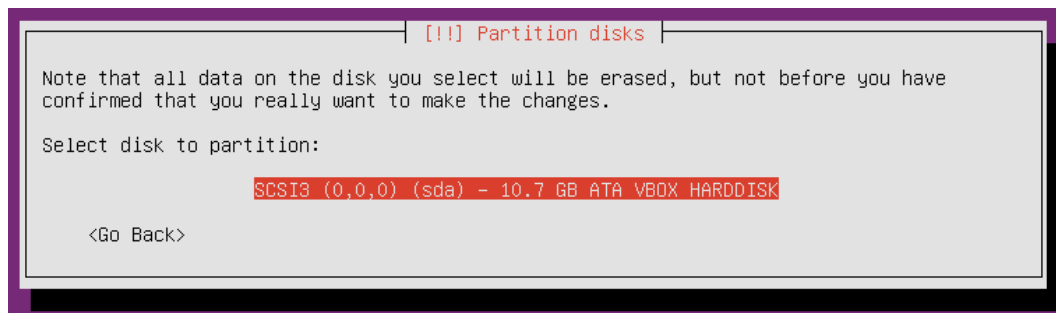 [!!] Partition disks
Note that all data on the disk you select will be erased, but not before you have
confirmed that you really want to make the changes.
Select disk to partition:
SCSI3 (0,0,0) (sda) - 10.7 GB ATA VBOX HARDDISK
<Go Back>